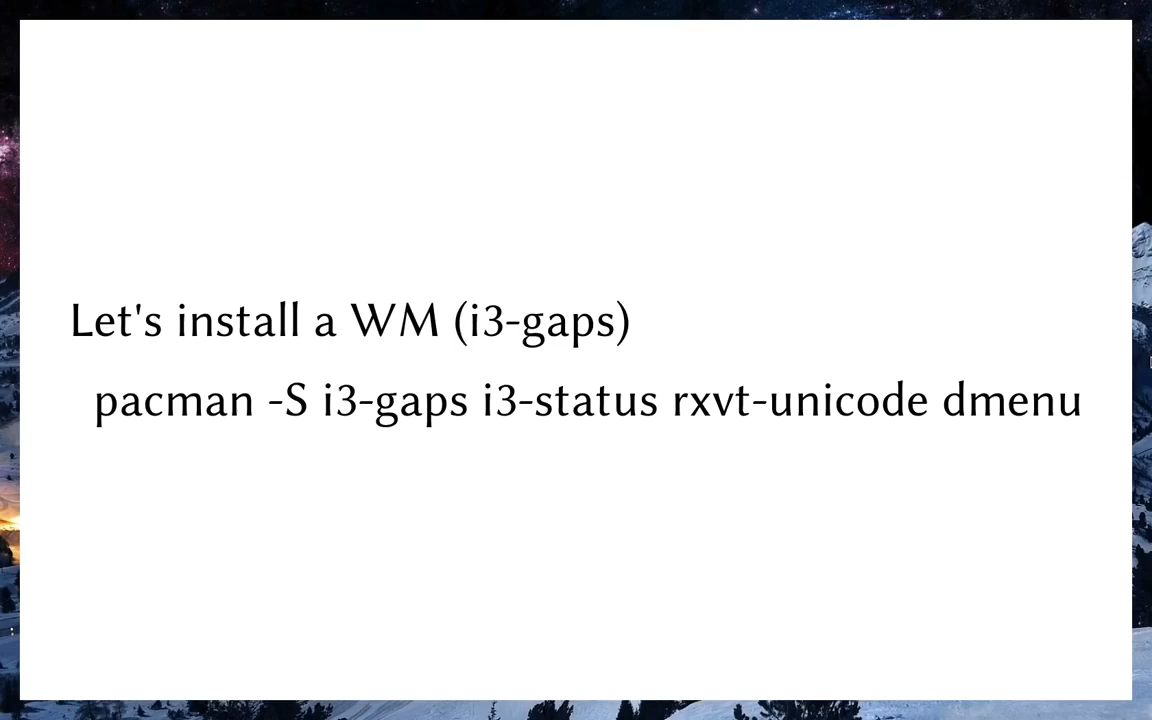 Let's install a WM (i3-gaps)
pacman -S i3-gaps i3-status rxvt-unicode dmenu